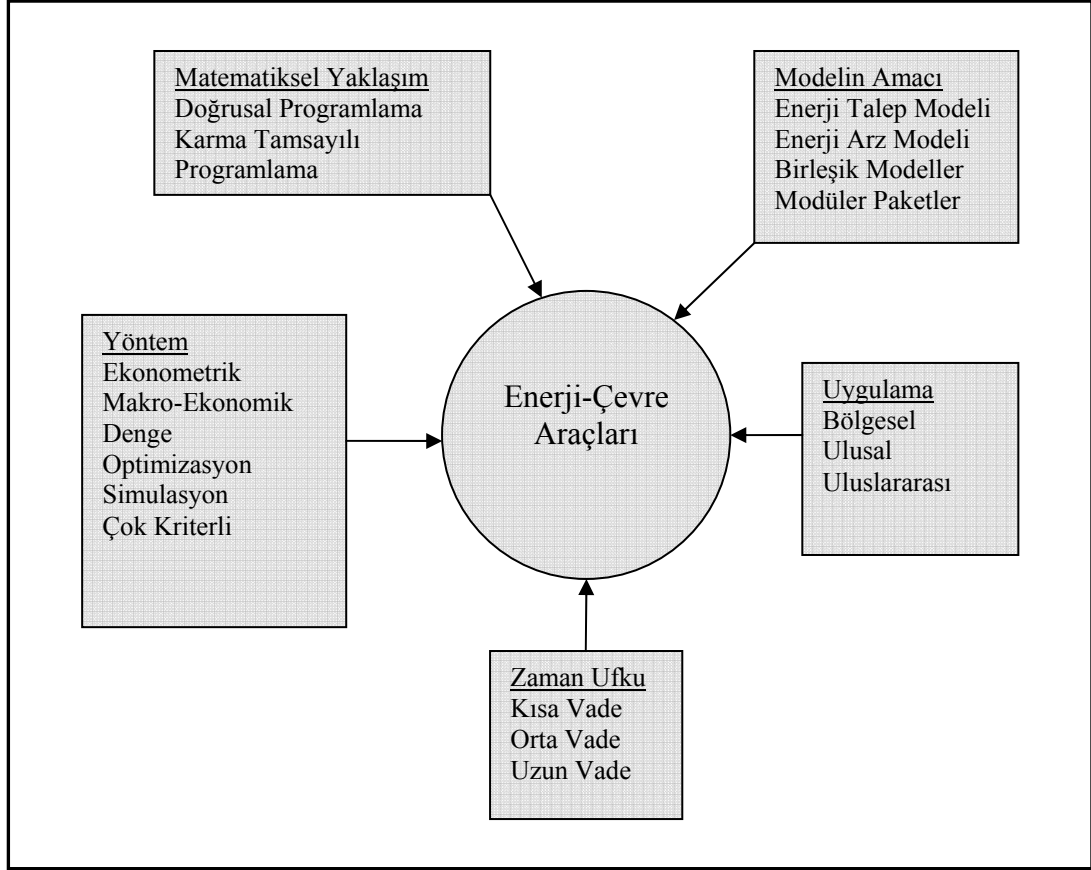 Matematiksel Yaklaşım
Doğrusal Programlama
Karma Tamsayılı
Programlama
Modelin Amacı
Enerji Talep Modeli
Enerji Arz Modeli
Birleşik Modeller
Modüler Paketler
Yöntem
Ekonometrik
Makro-Ekonomik
Denge
Optimizasyon
Simulasyon
Çok Kriterli
Enerji-Çevre
Araçları
Uygulama
Bölgesel
Ulusal
Uluslararası
Zaman Ufku
Kısa Vade
Orta Vade
Uzun Vade